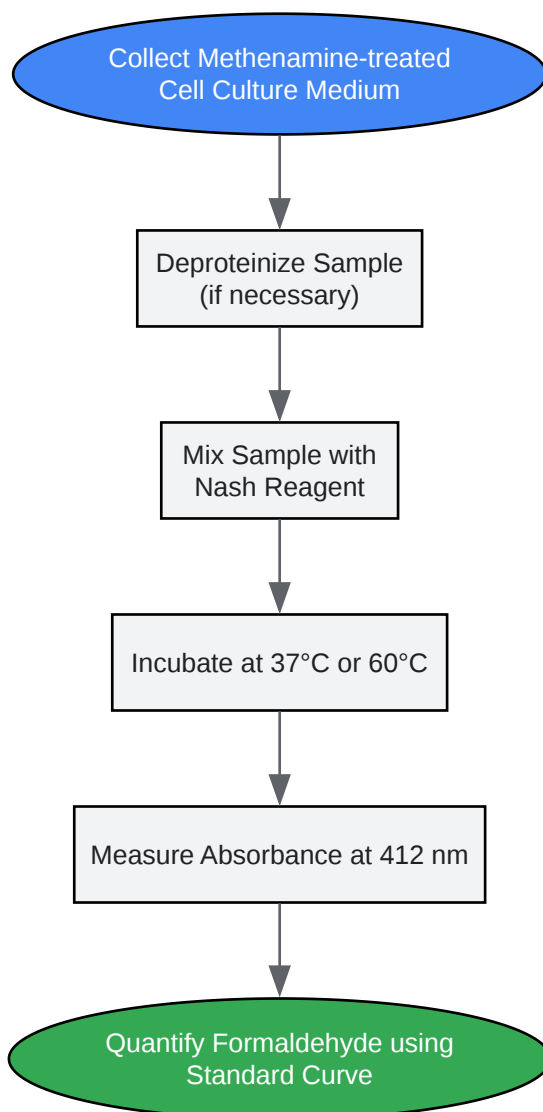 Collect Methenamine-treated
Cell Culture Medium
Deproteinize Sample
(if necessary)
Mix Sample with
Nash Reagent
Incubate at 37°C or 60°C
Measure Absorbance at 412 nm
Quantify Formaldehyde using
Standard Curve